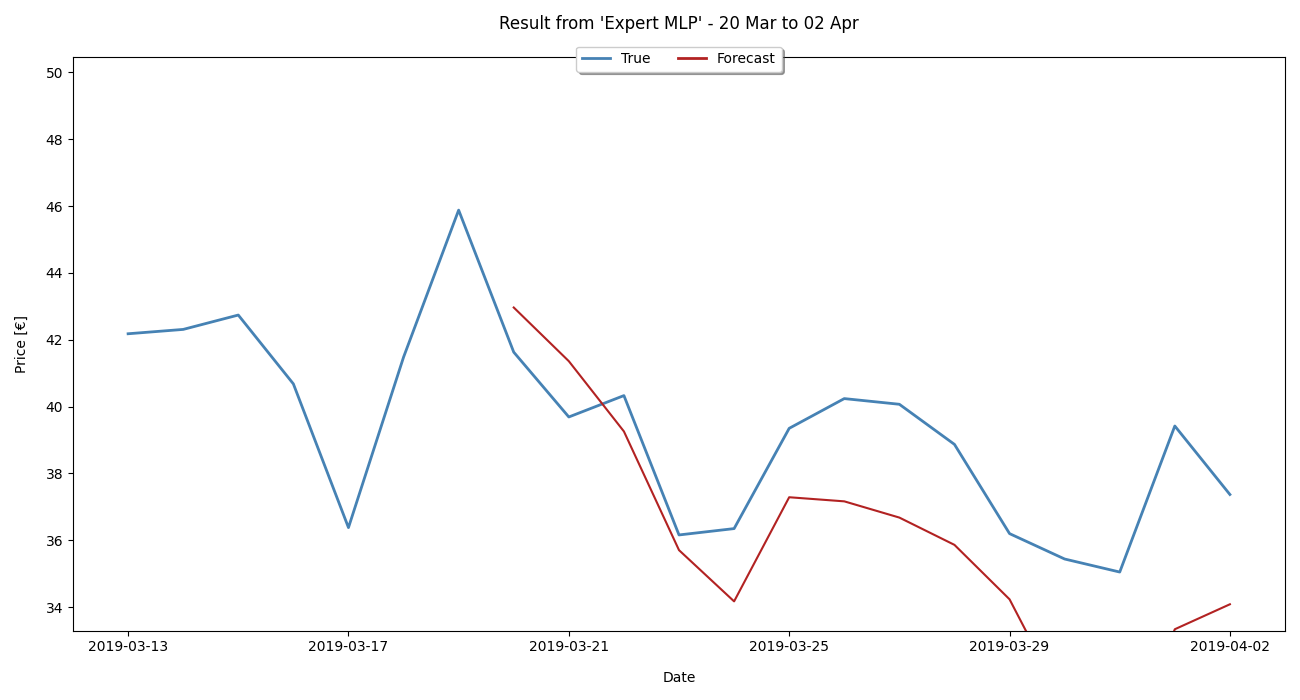 Result from 'Expert MLP' - 20 Mar to 02 Apr
True Forecast
50
48
46
44
42
40
38
36
34
Price [€]
2019-03-13 2019-03-17 2019-03-21 2019-03-25 2019-03-29 2019-04-02
Date